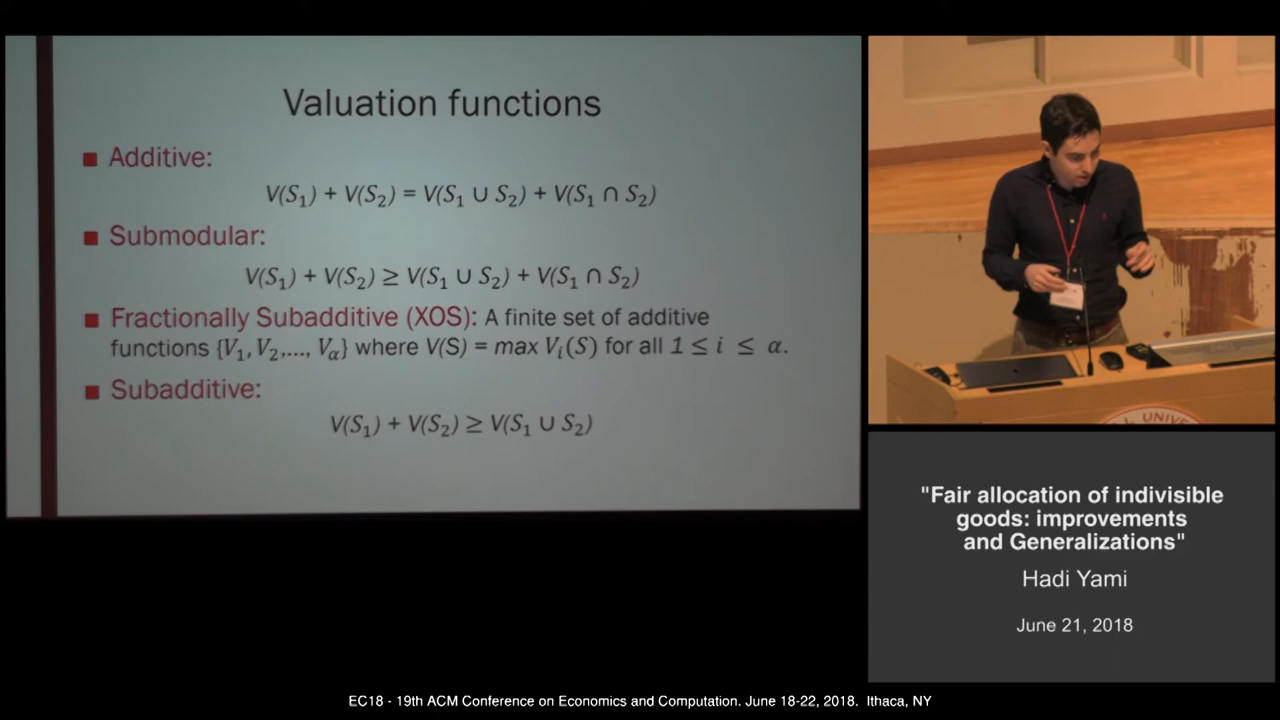 Valuation functions
■ Additive:
V(S₁) + V(S₂) = V(S₁ ∪ S₂) + V(S₁ ∩ S₂)
■ Submodular:
V(S₁) + V(S₂) ≥ V(S₁ ∪ S₂) + V(S₁ ∩ S₂)
■ Fractionally Subadditive (XOS): A finite set of additive
functions {V₁, V₂,..., Vα} where V(S) = max Vᵢ(S) for all 1 ≤ i ≤ α.
■ Subadditive:
V(S₁) + V(S₂) ≥ V(S₁ ∪ S₂)
UNIVE
"Fair allocation of indivisible
goods: improvements
and Generalizations"
Hadi Yami
June 21, 2018
EC18 - 19th ACM Conference on Economics and Computation. June 18-22, 2018. Ithaca, NY